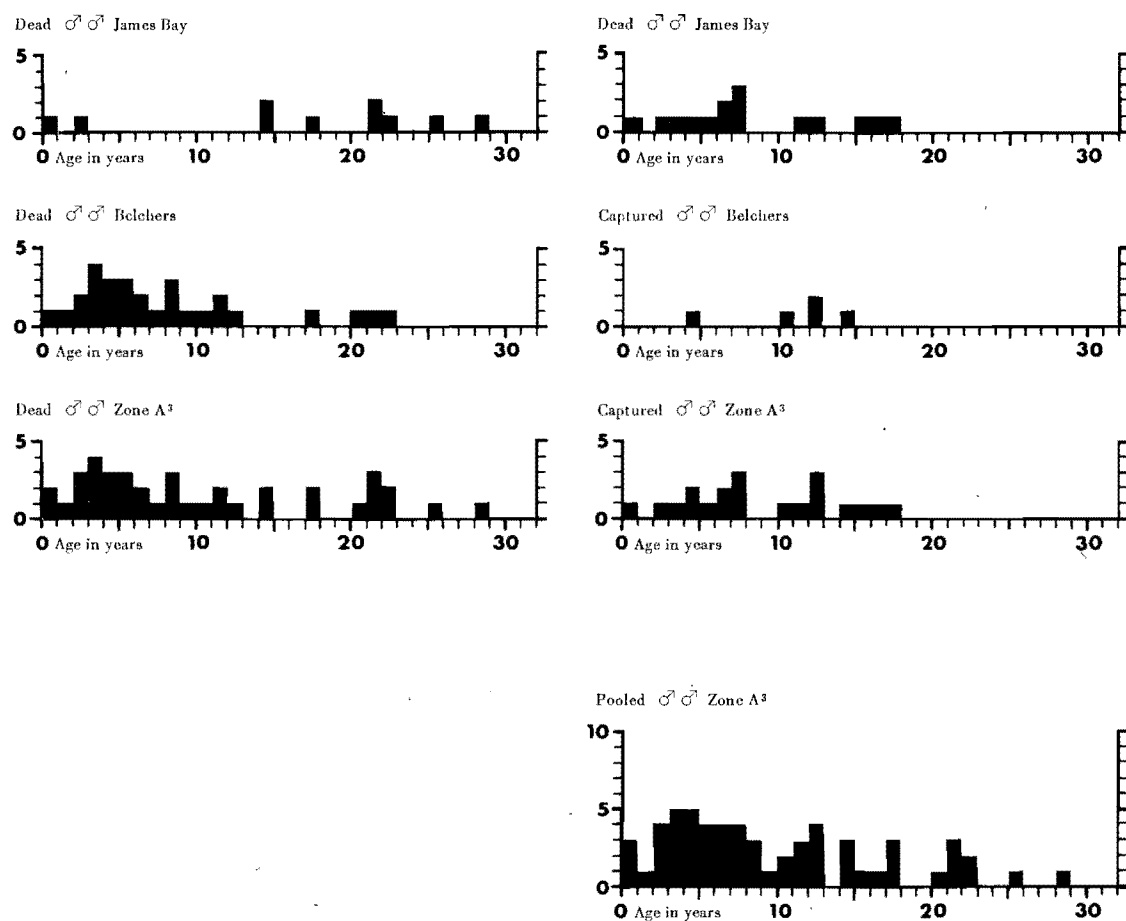 Dead ♂♂ James Bay
5
0
0 Age in years 10 20 30
Dead ♂♂ James Bay
5
0
0 Age in years 10 20 30
Dead ♂♂ Belchers
5
0
0 Age in years 10 20 30
Captured ♂♂ Belchers
5
0
0 Age in years 10 20 30
Dead ♂♂ Zone A³
5
0
0 Age in years 10 20 30
Captured ♂♂ Zone A³
5
0
0 Age in years 10 20 30
Pooled ♂♂ Zone A³
10
5
0
0 Age in years 10 20 30